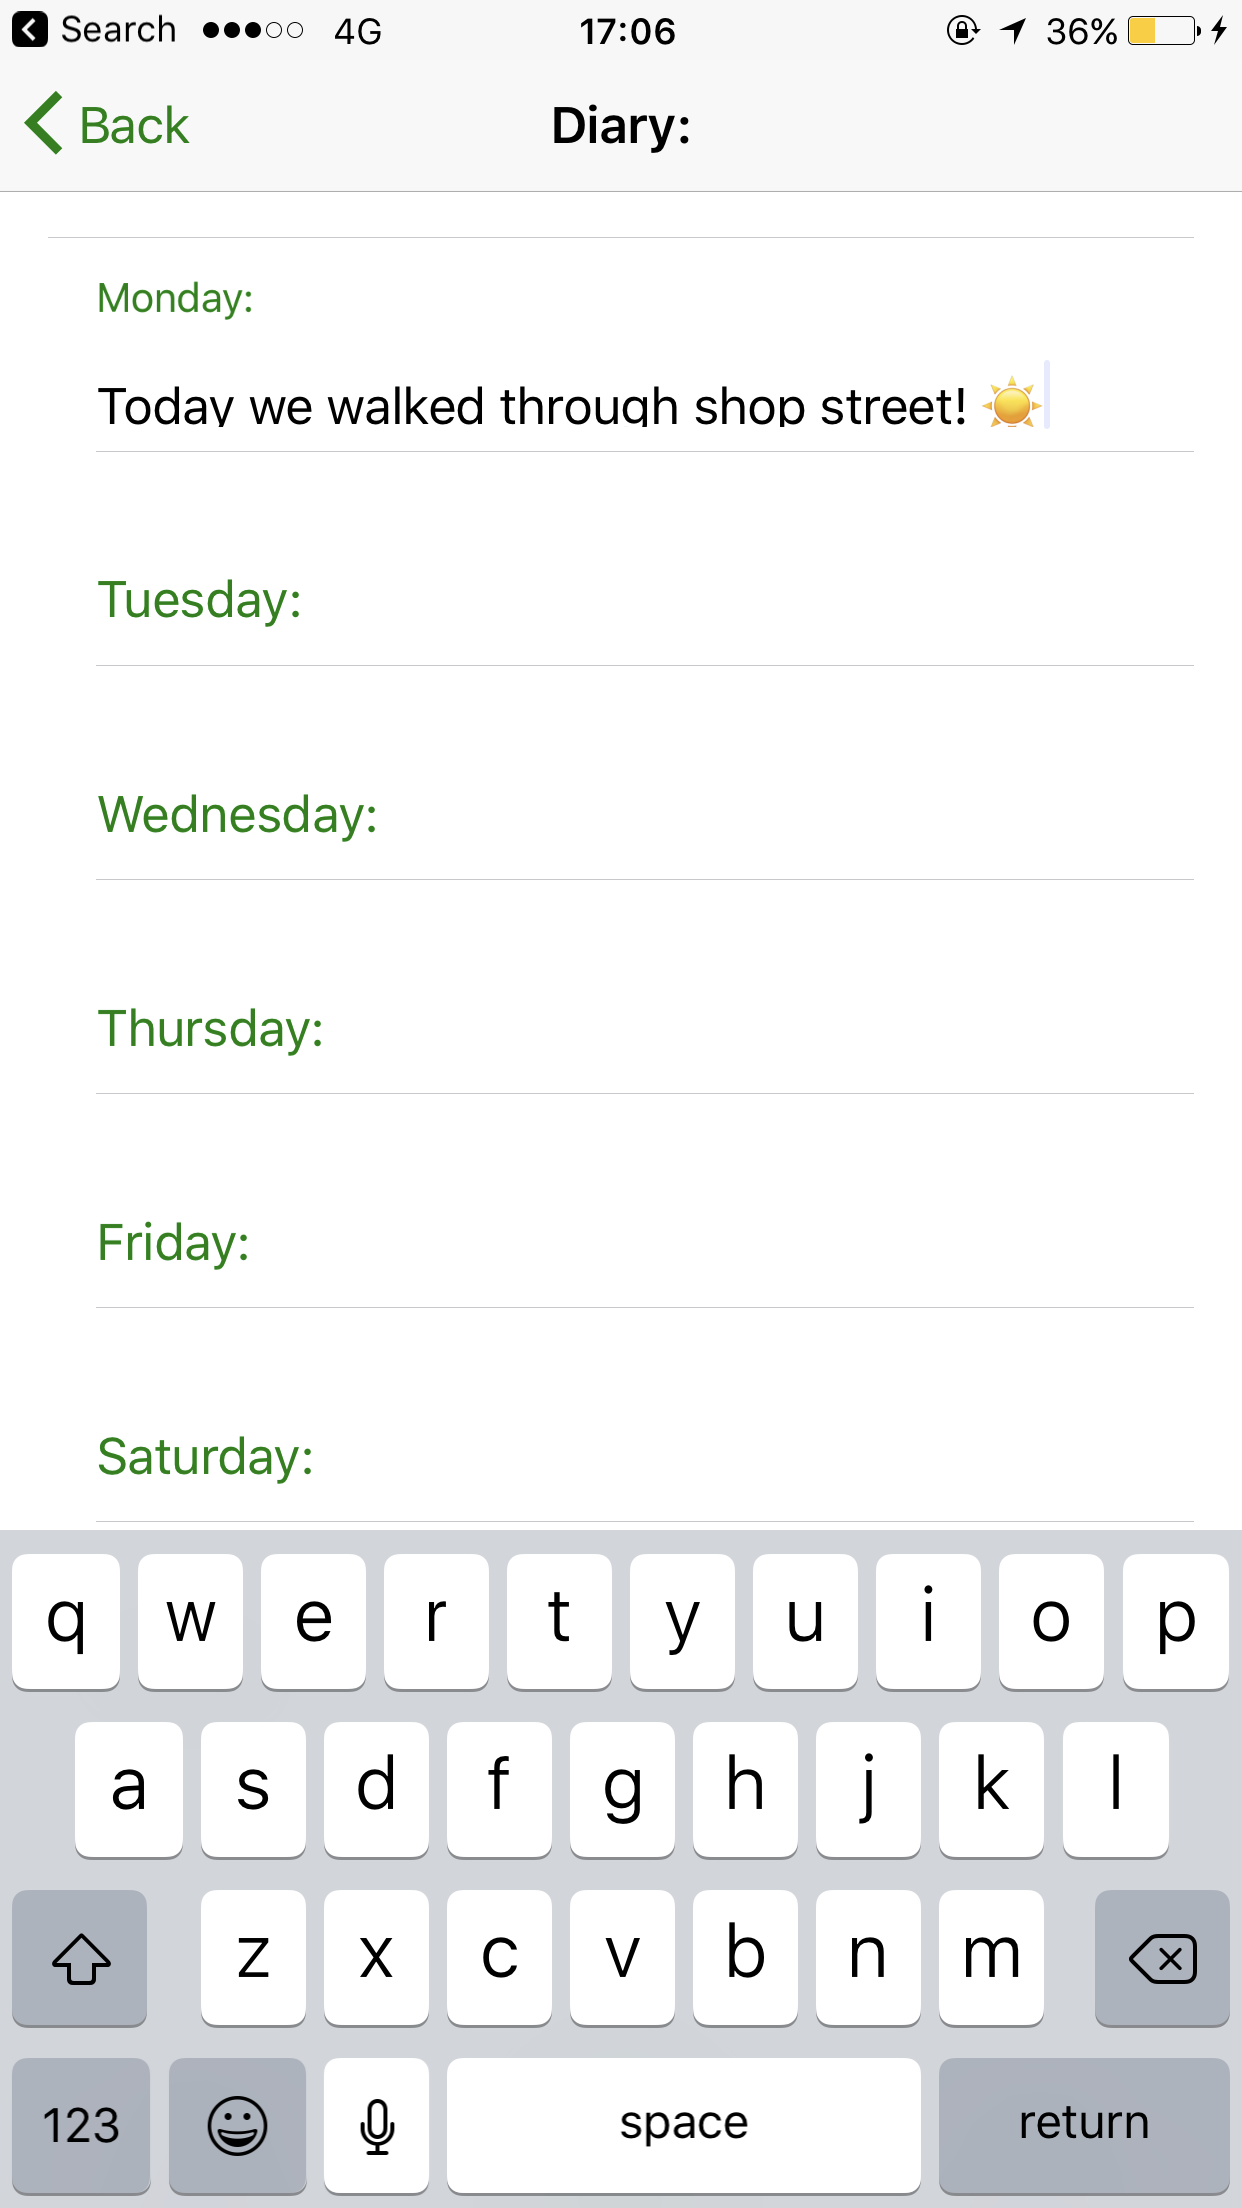 Search 4G 17:06 36%
Back Diary:
Monday:
Today we walked through shop street! ☀️
Tuesday:
Wednesday:
Thursday:
Friday:
Saturday:
q w e r t y u i o p
a s d f g h j k l
z x c v b n m
123 space return